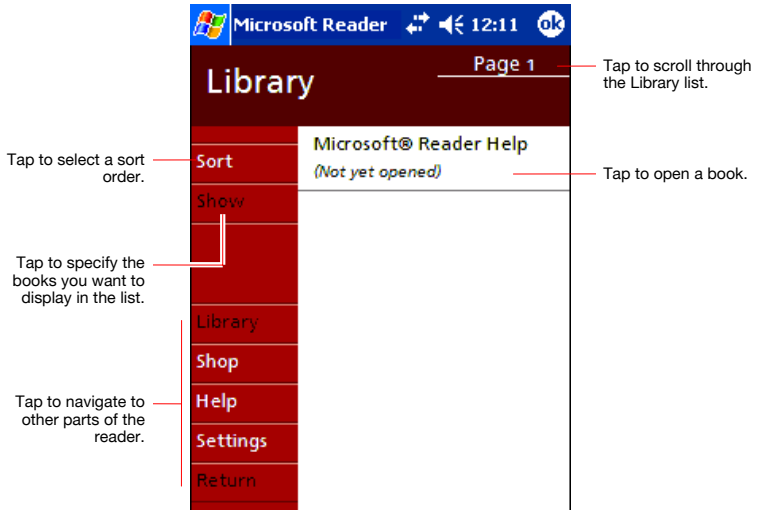 Microsoft Reader 12:11 ok
Library
Page 1
Tap to scroll through
the Library list.
Microsoft® Reader Help
(Not yet opened)
Tap to open a book.
Tap to select a sort
order.
Sort
Show
Tap to specify the
books you want to
display in the list.
Library
Shop
Help
Settings
Return
Tap to navigate to
other parts of the
reader.